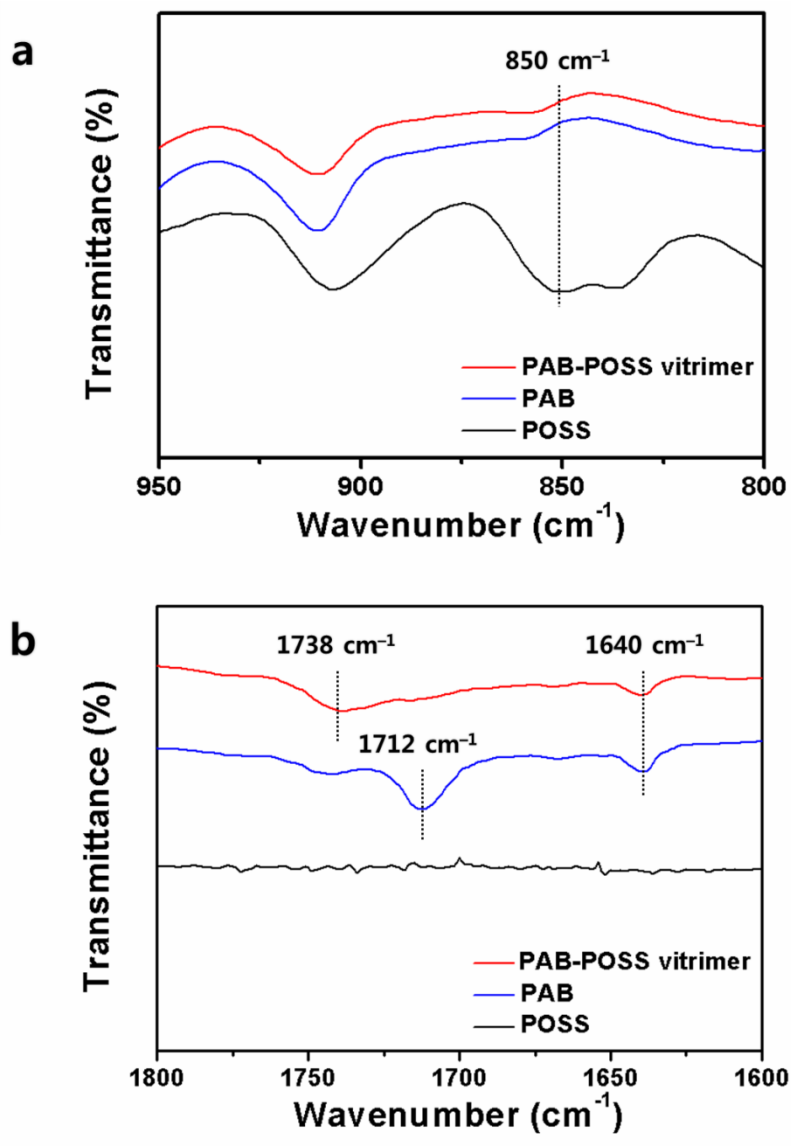 a
850 cm⁻¹
Transmittance (%)
PAB-POSS vitrimer
PAB
POSS
950 900 850 800
Wavenumber (cm⁻¹)
b
1738 cm⁻¹ 1640 cm⁻¹
1712 cm⁻¹
Transmittance (%)
PAB-POSS vitrimer
PAB
POSS
1800 1750 1700 1650 1600
Wavenumber (cm⁻¹)